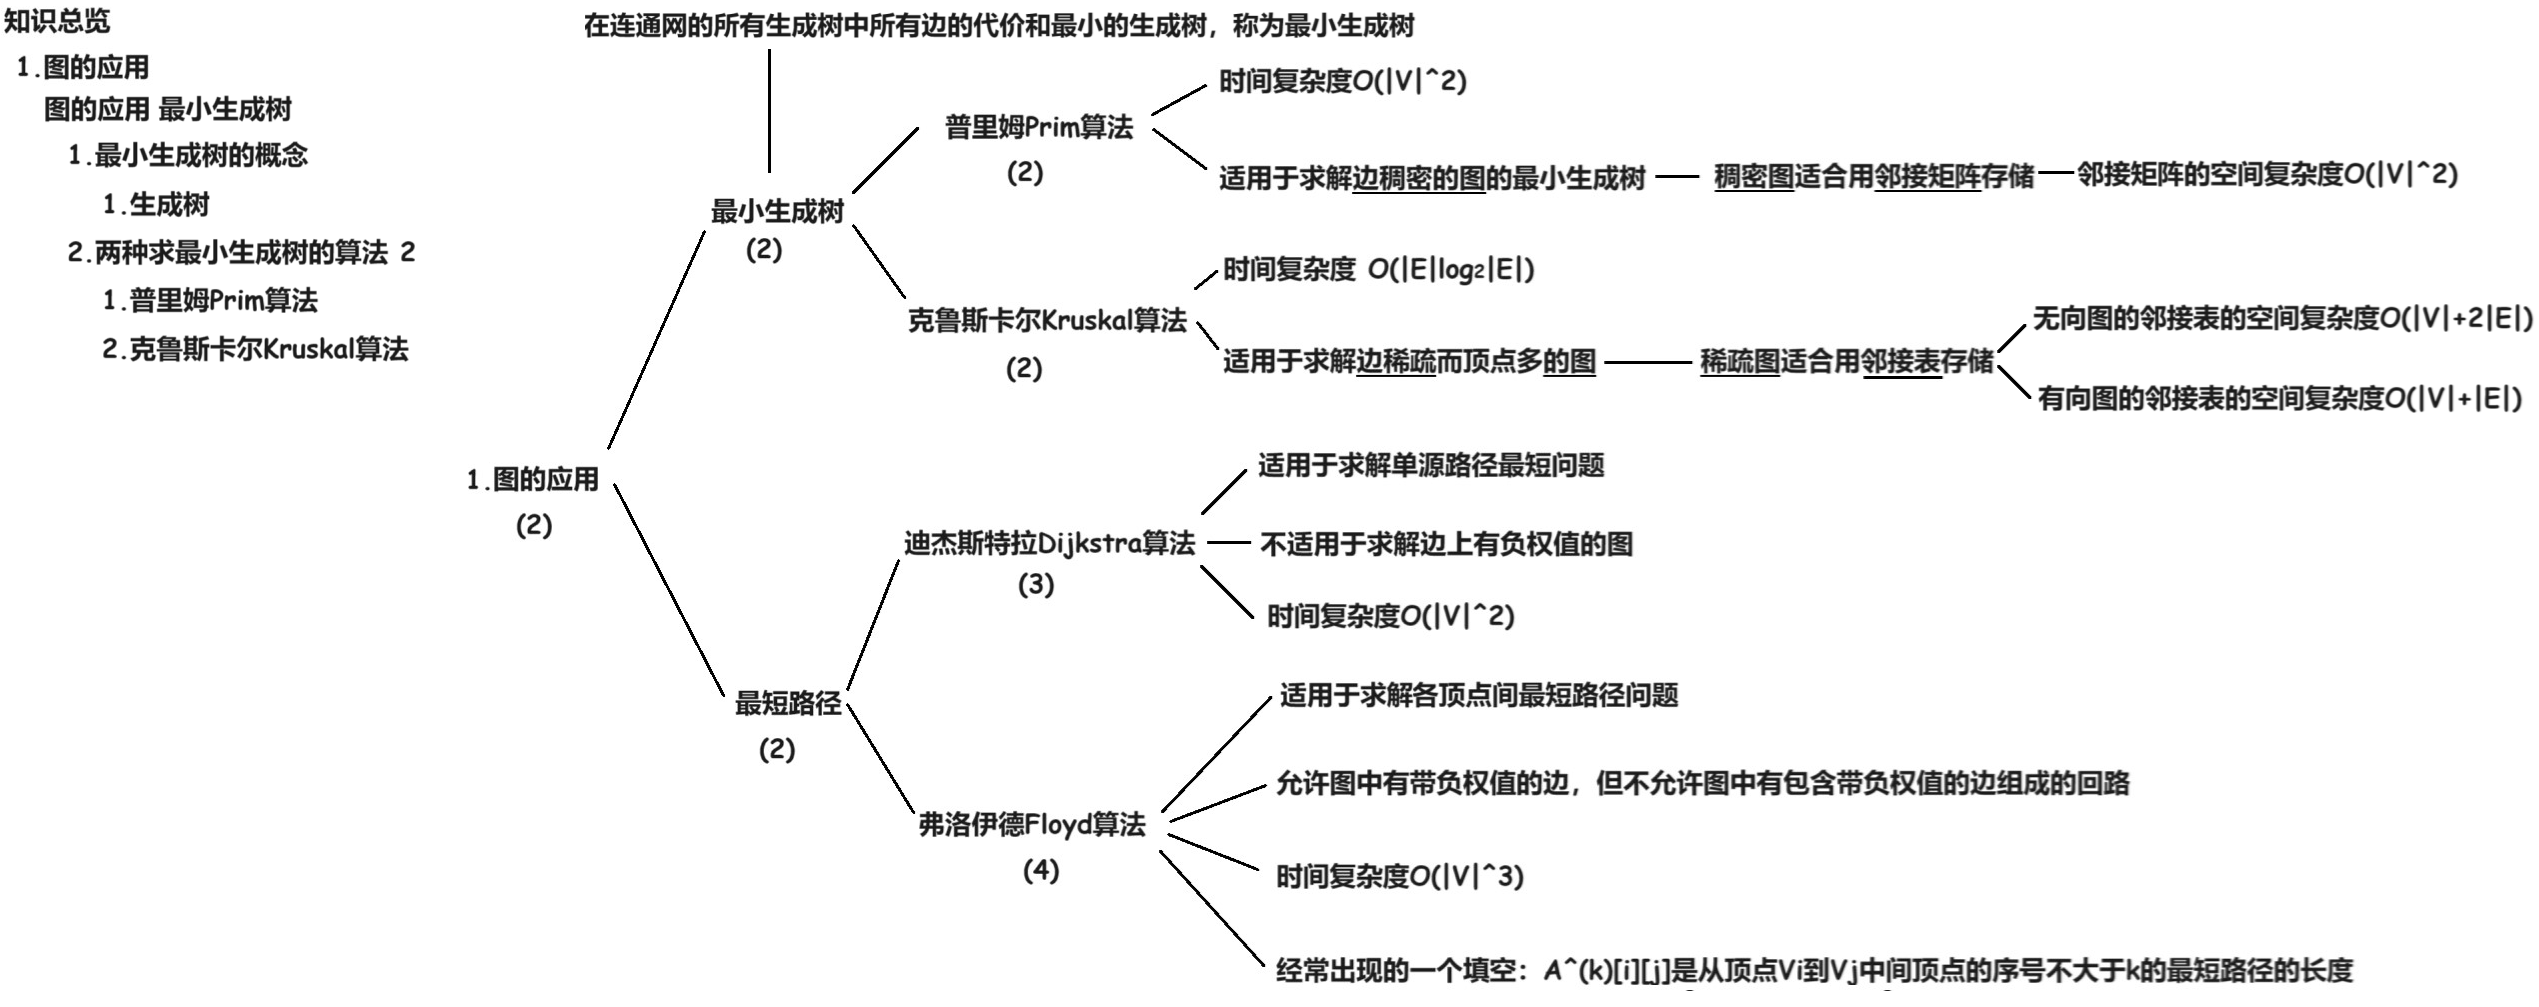 知识总览
1.图的应用
图的应用 最小生成树
1.最小生成树的概念
1.生成树
2.两种求最小生成树的算法 2
1.普里姆Prim算法
2.克鲁斯卡尔Kruskal算法
在连通网的所有生成树中所有边的代价和最小的生成树，称为最小生成树
1.图的应用
(2)
最小生成树
(2)
普里姆Prim算法
(2)
时间复杂度O(|V|^2)
适用于求解边稠密的图的最小生成树
稠密图适合用邻接矩阵存储
邻接矩阵的空间复杂度O(|V|^2)
克鲁斯卡尔Kruskal算法
(2)
时间复杂度 O(|E|log2|E|)
适用于求解边稀疏而顶点多的图
稀疏图适合用邻接表存储
无向图的邻接表的空间复杂度O(|V|+2|E|)
有向图的邻接表的空间复杂度O(|V|+|E|)
最短路径
(2)
迪杰斯特拉Dijkstra算法
(3)
适用于求解单源路径最短问题
不适用于求解边上有负权值的图
时间复杂度O(|V|^2)
弗洛伊德Floyd算法
(4)
适用于求解各顶点间最短路径问题
允许图中有带负权值的边，但不允许图中有包含带负权值的边组成的回路
时间复杂度O(|V|^3)
经常出现的一个填空：A^(k)[i][j]是从顶点Vi到Vj中间顶点的序号不大于k的最短路径的长度